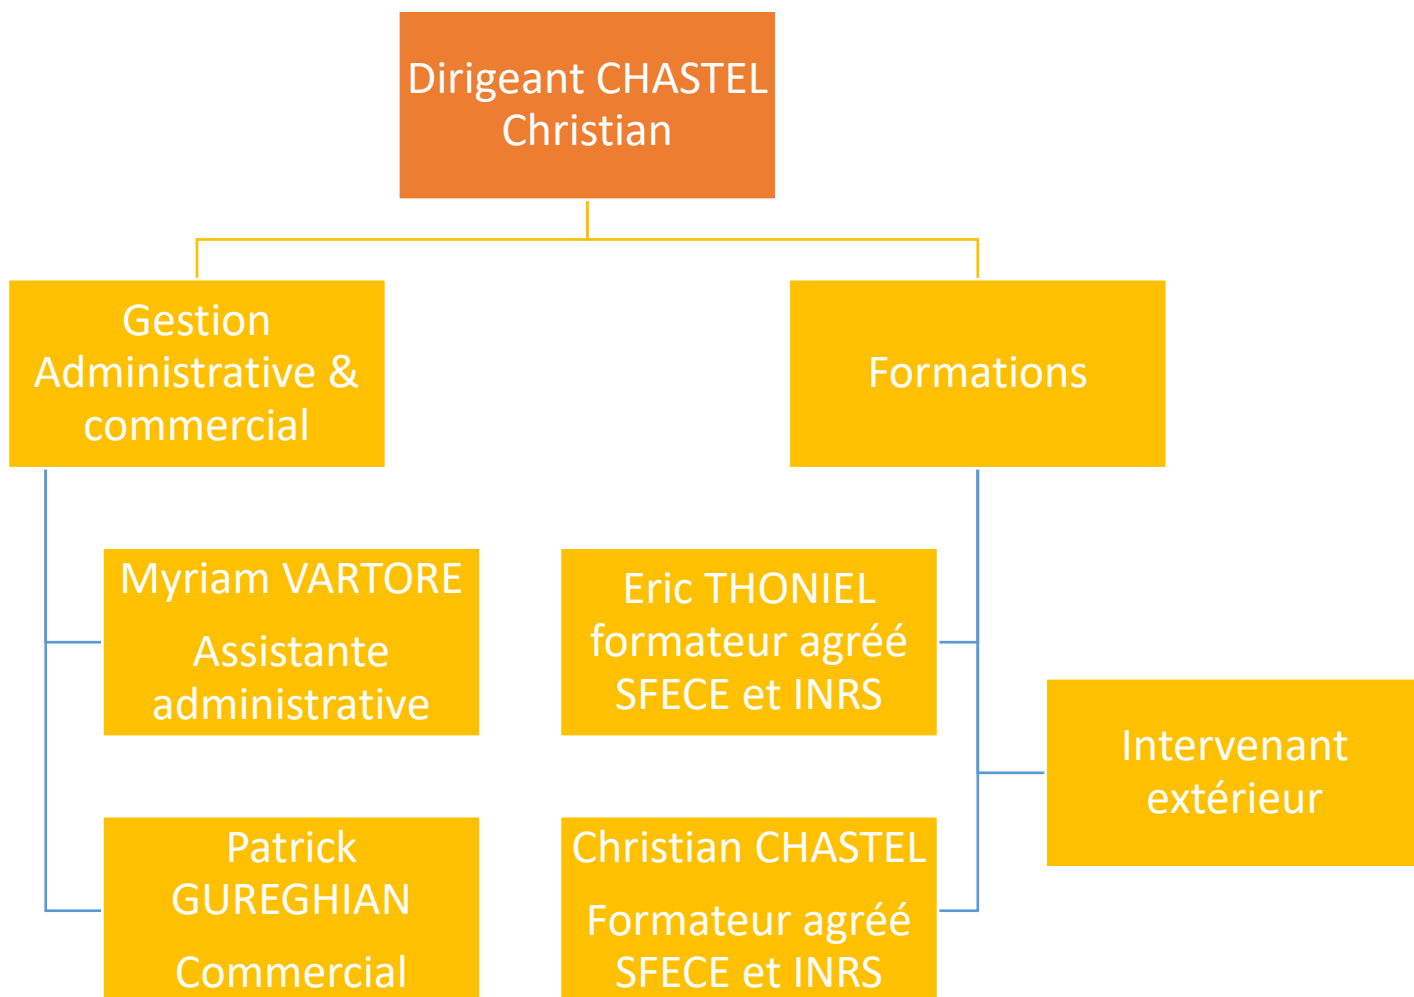 Dirigeant CHASTEL
Christian
Gestion
Administrative &
commercial
Formations
Myriam VARTORE
Assistante
administrative
Eric THONIEL
formateur agréé
SFECE et INRS
Intervenant
extérieur
Patrick
GUREGHIAN
Commercial
Christian CHASTEL
Formateur agréé
SFECE et INRS